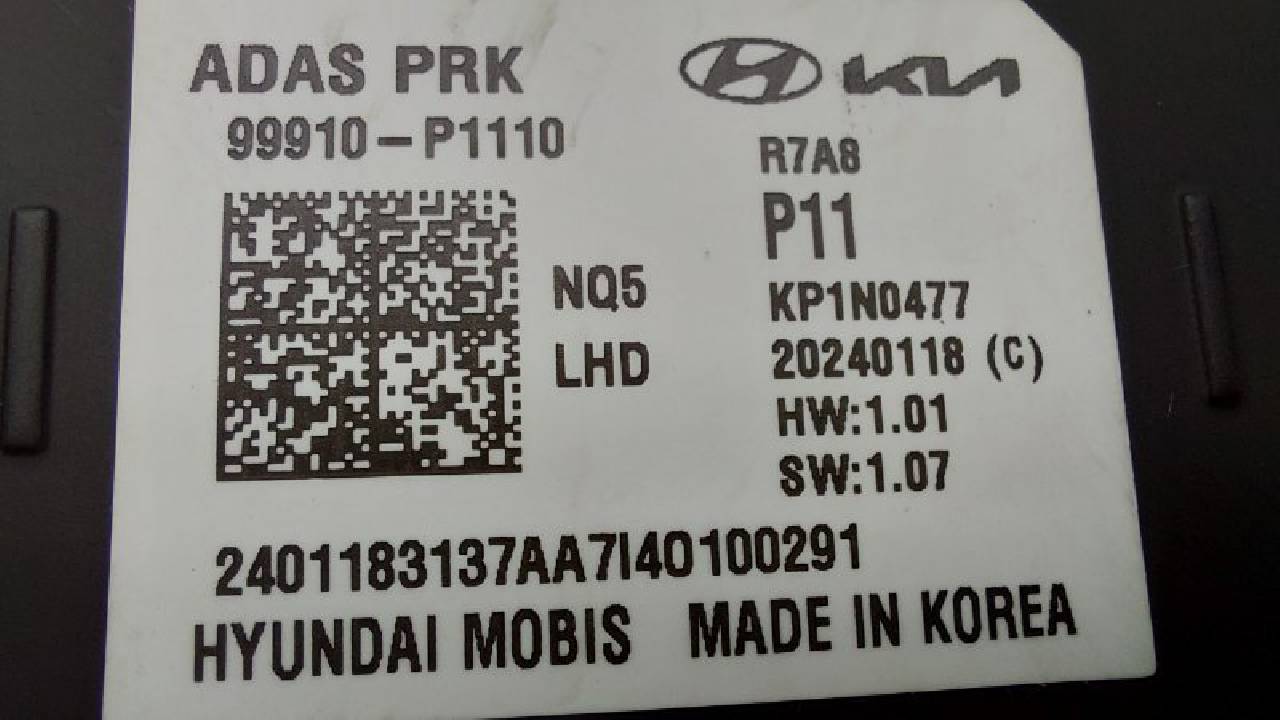 ADAS PRK
99910-P1110
KIA
R7A8
P11
NQ5
LHD
KP1N0477
20240118 (C)
HW:1.01
SW:1.07
2401183137AA7I40100291
HYUNDAI MOBIS MADE IN KOREA